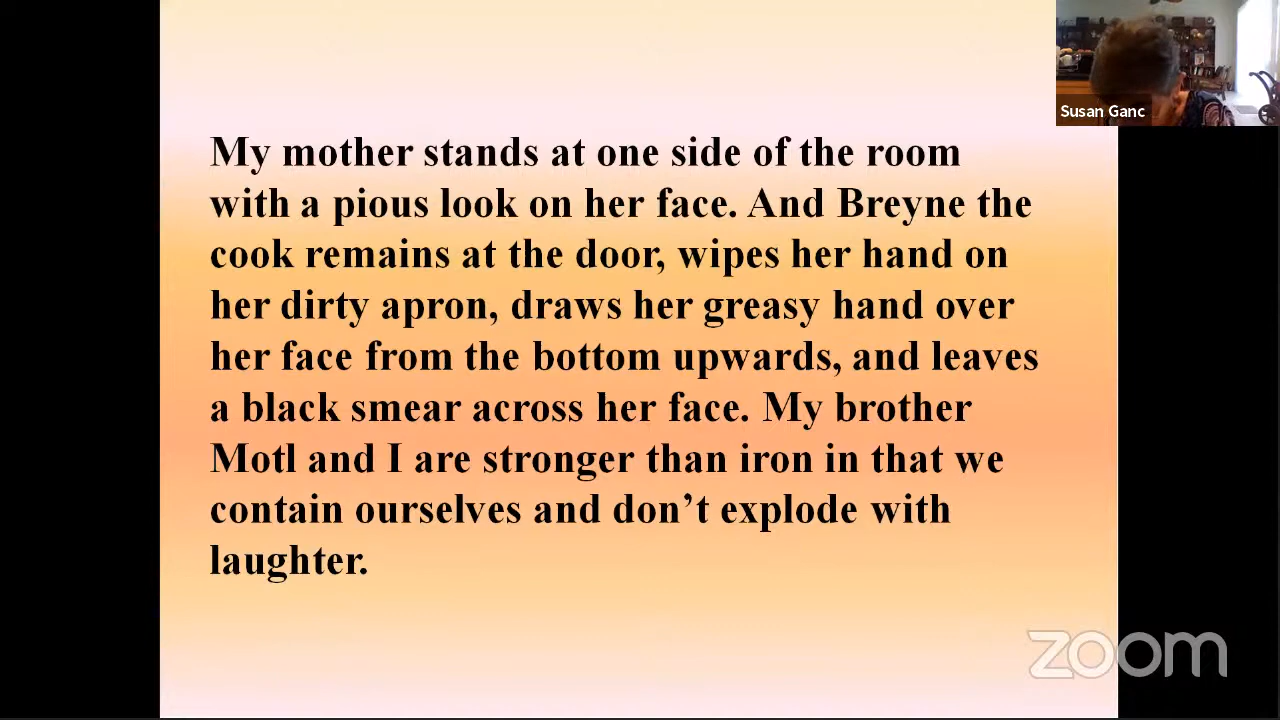 Susan Ganc
My mother stands at one side of the room
with a pious look on her face. And Breyne the
cook remains at the door, wipes her hand on
her dirty apron, draws her greasy hand over
her face from the bottom upwards, and leaves
a black smear across her face. My brother
Motl and I are stronger than iron in that we
contain ourselves and don’t explode with
laughter.
zoom